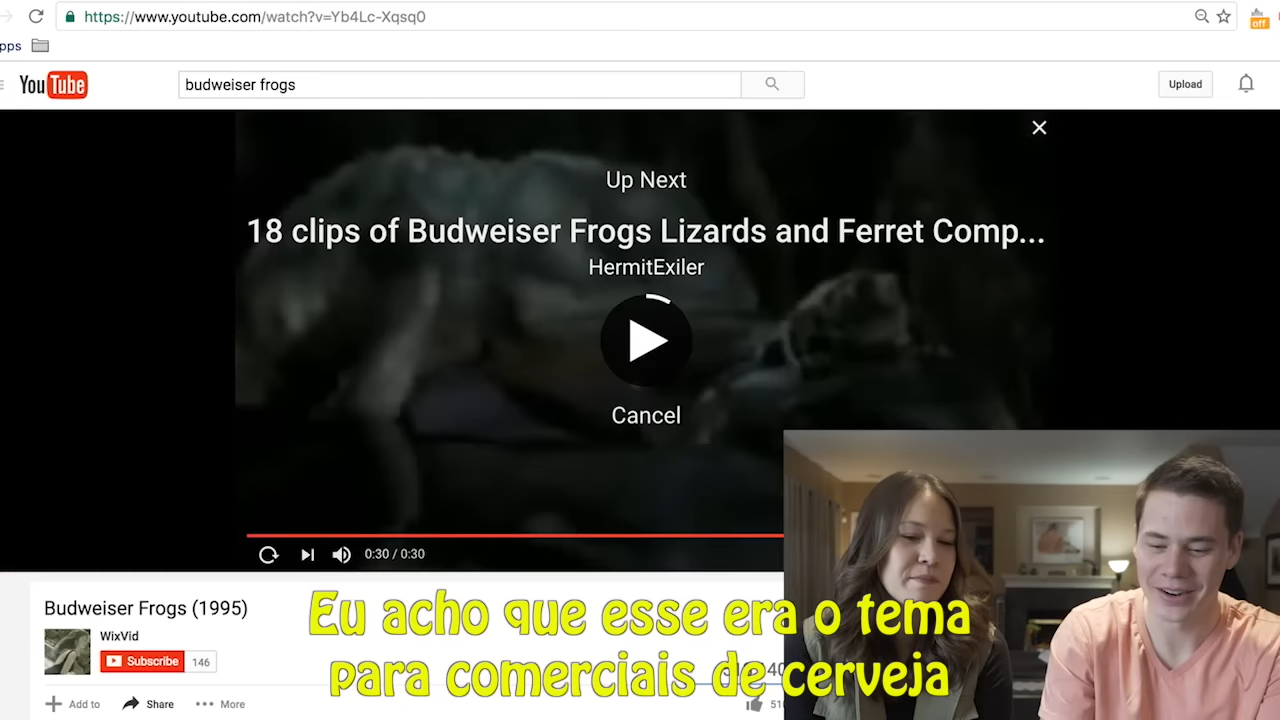 https://www.youtube.com/watch?v=Yb4Lc-Xqsq0
off
pps
YouTube
budweiser frogs
Upload
Up Next
18 clips of Budweiser Frogs Lizards and Ferret Comp...
HermitExiler
Cancel
0:30 / 0:30
Budweiser Frogs (1995)
WixVid
Subscribe 146
Eu acho que esse era o tema
para comerciais de cerveja
Add to Share More